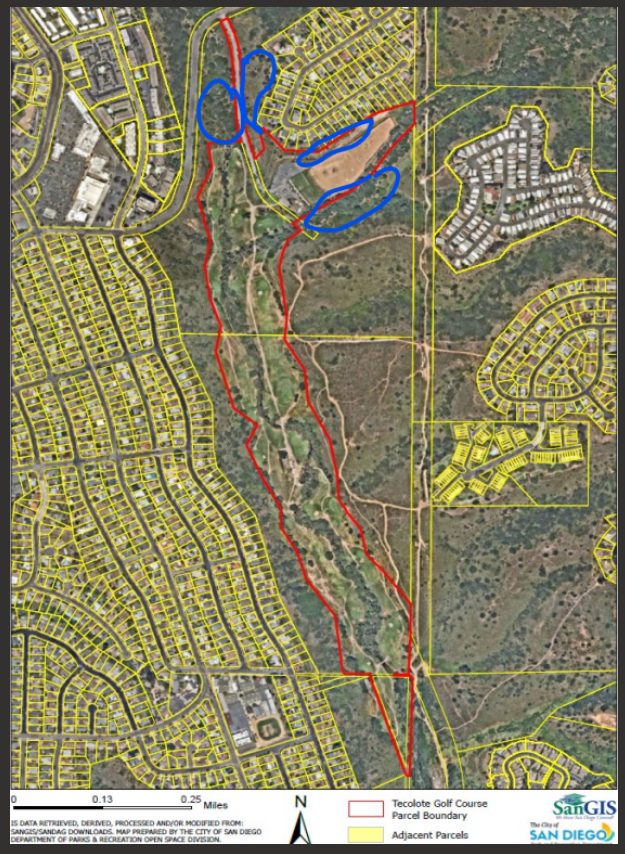 0 0.13 0.25 Miles
N
Tecolote Golf Course
Parcel Boundary
Adjacent Parcels
IS DATA RETRIEVED, DERIVED, PROCESSED AND/OR MODIFIED FROM:
SANGIS/SANDAG DOWNLOADS. MAP PREPARED BY THE CITY OF SAN DIEGO
DEPARTMENT OF PARKS & RECREATION OPEN SPACE DIVISION.
SanGIS
The City of
SAN DIEGO